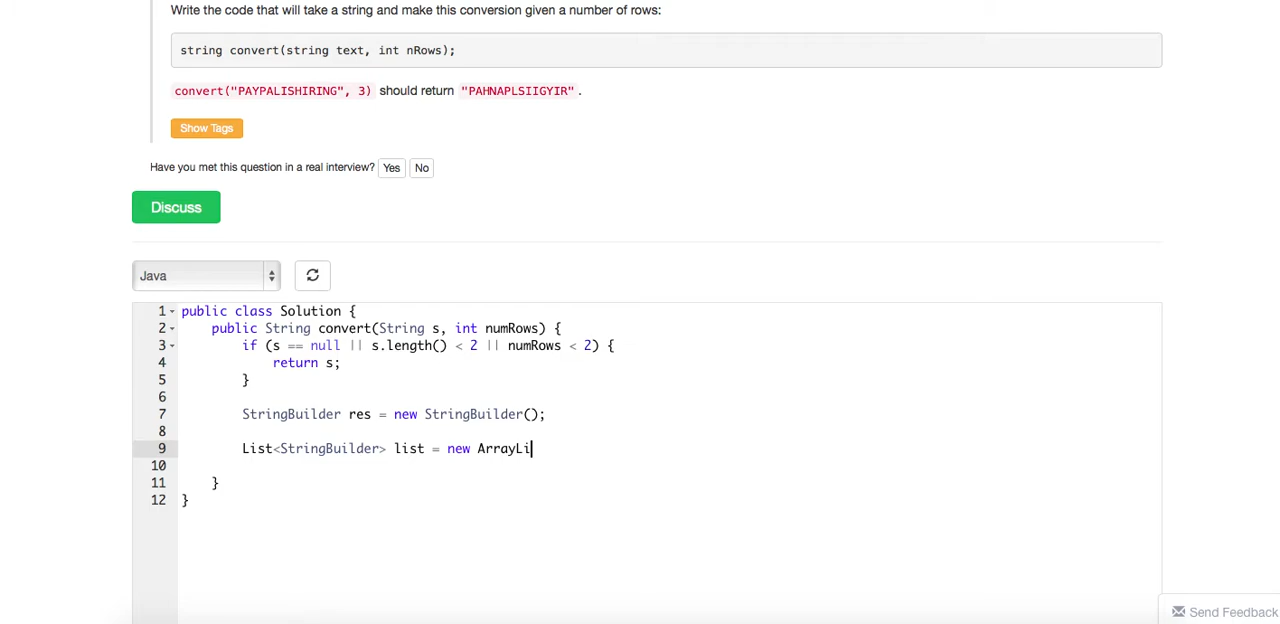 Write the code that will take a string and make this conversion given a number of rows:
string convert(string text, int nRows);
convert("PAYPALISHIRING", 3) should return "PAHNAPLSIIGYIR".
Show Tags
Have you met this question in a real interview? Yes No
Discuss
Java
1 public class Solution {
2 public String convert(String s, int numRows) {
3 if (s == null || s.length() < 2 || numRows < 2) {
4 return s;
5 }
6
7 StringBuilder res = new StringBuilder();
8
9 List<StringBuilder> list = new ArrayLi
10
11 }
12 }
Send Feedback